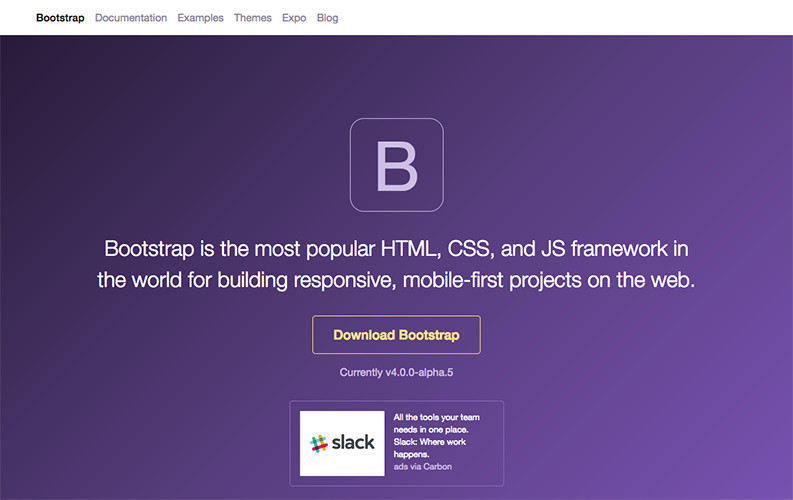 Bootstrap Documentation Examples Themes Expo Blog
B
Bootstrap is the most popular HTML, CSS, and JS framework in
the world for building responsive, mobile-first projects on the web.
Download Bootstrap
Currently v4.0.0-alpha.5
slack
All the tools your team
needs in one place.
Slack: Where work
happens.
ads via Carbon